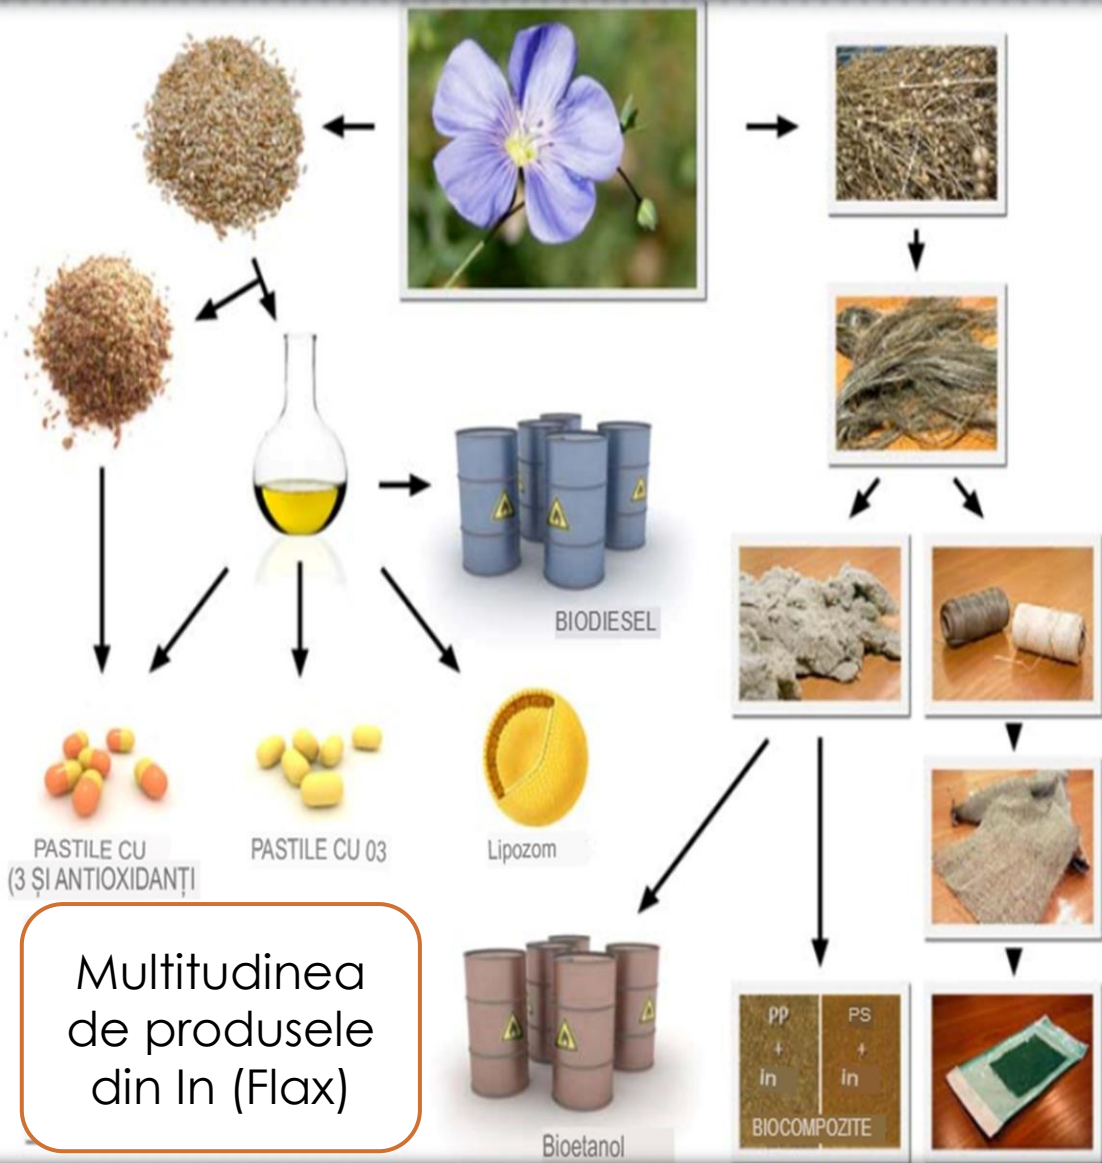 BIODIESEL
PASTILE CU
(3 ȘI ANTIOXIDANȚI
PASTILE CU 03
Lipozom
Multitudinea
de produsele
din In (Flax)
Bioetanol
PP
+
in
PS
+
in
BIOCOMPOZITE